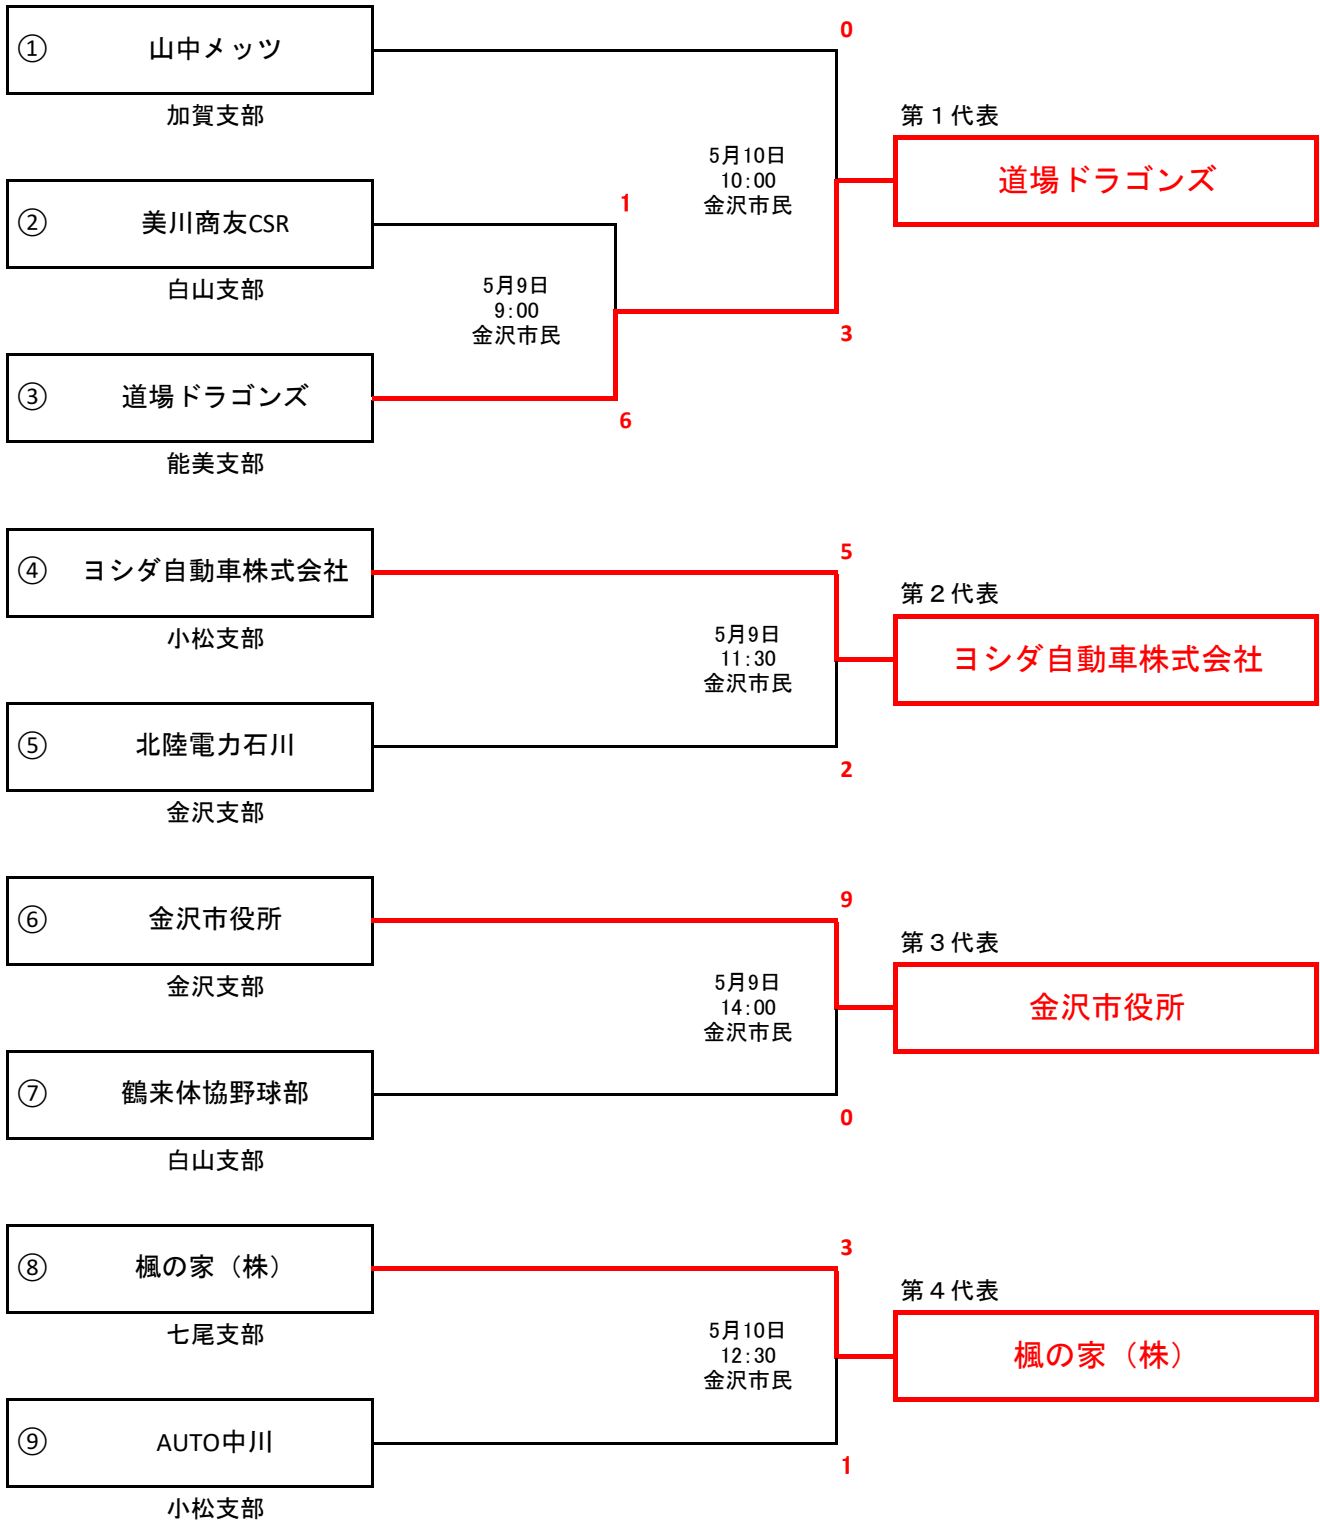 ① 山中メッツ
加賀支部
0
第１代表
道場ドラゴンズ
5月10日
10:00
金沢市民
② 美川商友CSR
白山支部
1
5月9日
9:00
金沢市民
3
③ 道場ドラゴンズ
能美支部
6
④ ヨシダ自動車株式会社
小松支部
5
第２代表
ヨシダ自動車株式会社
5月9日
11:30
金沢市民
⑤ 北陸電力石川
金沢支部
2
⑥ 金沢市役所
金沢支部
9
第３代表
金沢市役所
5月9日
14:00
金沢市民
⑦ 鶴来体協野球部
白山支部
0
⑧ 楓の家（株）
七尾支部
3
第４代表
楓の家（株）
5月10日
12:30
金沢市民
⑨ AUTO中川
小松支部
1